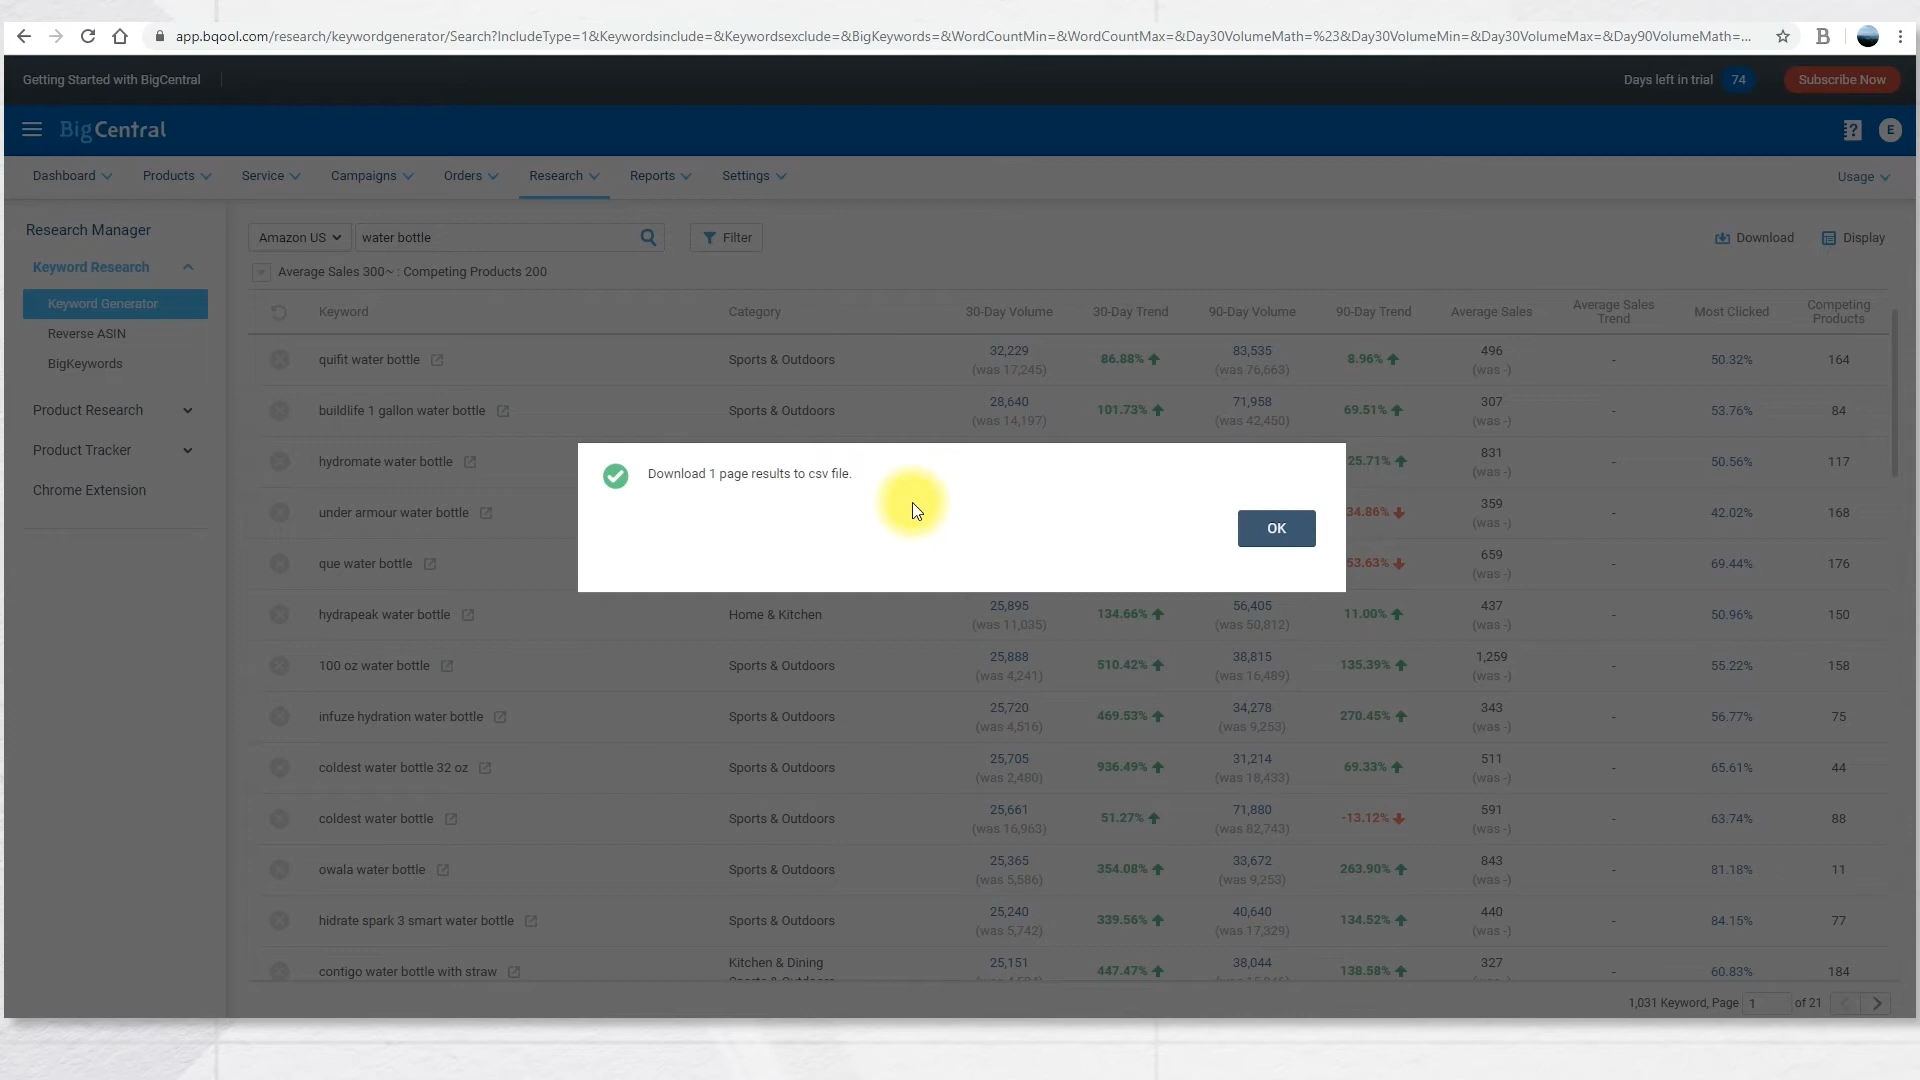 app.bqool.com/research/keywordgenerator/Search?IncludeType=1&Keywordsinclude=&Keywordsexclude=&BigKeywords=&WordCountMin=&WordCountMax=&Day30VolumeMath=%23&Day30VolumeMin=&Day30VolumeMax=&Day90VolumeMath=...
Getting Started with BigCentral
Days left in trial 74 Subscribe Now
BigCentral
E
Dashboard Products Service Campaigns Orders Research Reports Settings Usage
Research Manager
Keyword Research
Keyword Generator
Reverse ASIN
BigKeywords
Product Research
Product Tracker
Chrome Extension
Amazon US water bottle Filter Download Display
Average Sales 300~ : Competing Products 200
Keyword Category 30-Day Volume 30-Day Trend 90-Day Volume 90-Day Trend Average Sales Average Sales Trend Most Clicked Competing Products
quifit water bottle Sports & Outdoors 32,229 86.88% 83,535 8.96% 496 - 50.32% 164
(was 17,245) (was 76,663) (was -)
buildlife 1 gallon water bottle Sports & Outdoors 28,640 101.73% 71,958 69.51% 307 - 53.76% 84
(was 14,197) (was 42,450) (was -)
hydromate water bottle 25.71% 831 - 50.56% 117
(was -)
under armour water bottle 34.86% 359 - 42.02% 168
(was -)
que water bottle 53.63% 659 - 69.44% 176
(was -)
Download 1 page results to csv file.
OK
hydrapeak water bottle Home & Kitchen 25,895 134.66% 56,405 11.00% 437 - 50.96% 150
(was 11,035) (was 50,812) (was -)
100 oz water bottle Sports & Outdoors 25,888 510.42% 38,815 135.39% 1,259 - 55.22% 158
(was 4,241) (was 16,489) (was -)
infuze hydration water bottle Sports & Outdoors 25,720 469.53% 34,278 270.45% 343 - 56.77% 75
(was 4,516) (was 9,253) (was -)
coldest water bottle 32 oz Sports & Outdoors 25,705 936.49% 31,214 69.33% 511 - 65.61% 44
(was 2,480) (was 18,433) (was -)
coldest water bottle Sports & Outdoors 25,661 51.27% 71,880 -13.12% 591 - 63.74% 88
(was 16,963) (was 82,743) (was -)
owala water bottle Sports & Outdoors 25,365 354.08% 33,672 263.90% 843 - 81.18% 11
(was 5,586) (was 9,253) (was -)
hidrate spark 3 smart water bottle Sports & Outdoors 25,240 339.56% 40,640 134.52% 440 - 84.15% 77
(was 5,742) (was 17,329) (was -)
contigo water bottle with straw Kitchen & Dining 25,151 447.47% 38,044 138.58% 327 - 60.83% 184
1,031 Keyword, Page 1 of 21